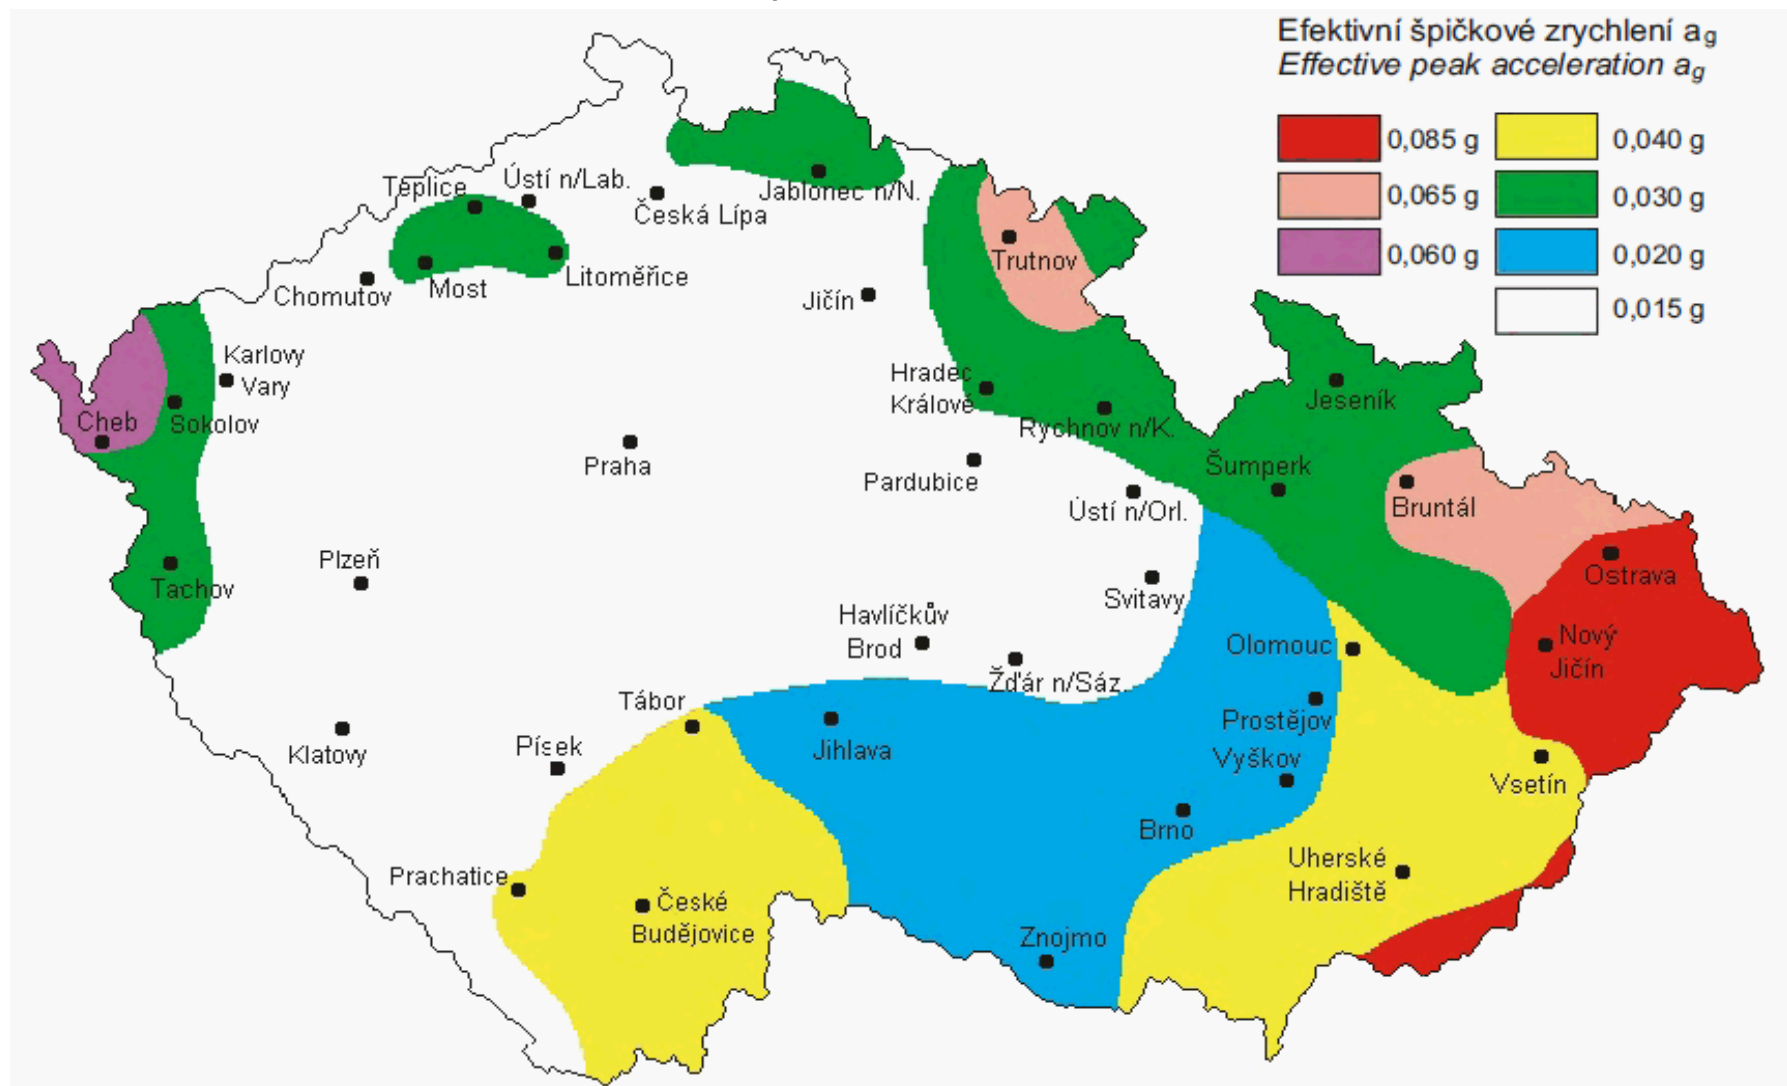 Efektivní špičkové zrychlení ag
Effective peak acceleration ag
0,085 g
0,040 g
0,065 g
0,030 g
0,060 g
0,020 g
0,015 g
Teplice
Ústí n/Lab.
Česká Lípa
Jablonec n/N.
Chomutov
Most
Litoměřice
Jičín
Trutnov
Karlovy
Vary
Cheb
Sokolov
Hradec
Králové
Rychnov n/K.
Jeseník
Praha
Pardubice
Šumperk
Bruntál
Ústí n/Orl.
Plzeň
Tachov
Svitavy
Ostrava
Havlíčkův
Brod
Žďár n/Sáz.
Olomouc
Nový
Jičín
Tábor
Prostějov
Klatovy
Písek
Jihlava
Vyškov
Vsetín
Brno
Prachatice
České
Budějovice
Uherské
Hradiště
Znojmo